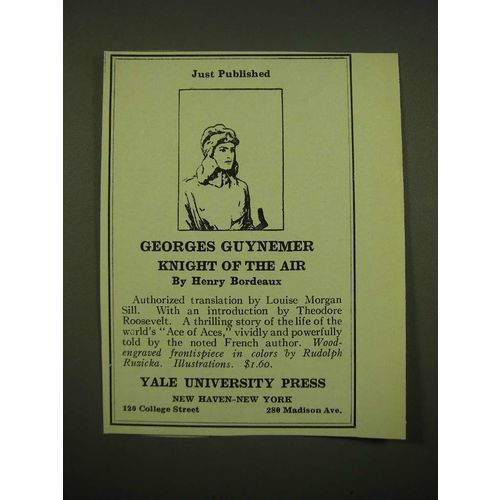 Just Published
GEORGES GUYNEMER
KNIGHT OF THE AIR
By Henry Bordeaux
Authorized translation by Louise Morgan
Sill. With an introduction by Theodore
Roosevelt. A thrilling story of the life of the
world's "Ace of Aces," vividly and powerfully
told by the noted French author. Wood-
engraved frontispiece in colors by Rudolph
Ruzicka. Illustrations. $1.60.
YALE UNIVERSITY PRESS
NEW HAVEN--NEW YORK
120 College Street 280 Madison Ave.